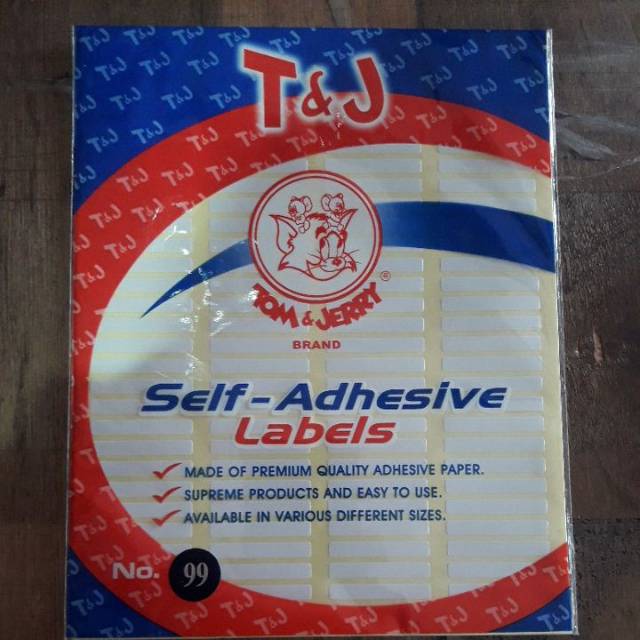 T&J
TOM & JERRY ®
BRAND
Self-Adhesive
Labels
MADE OF PREMIUM QUALITY ADHESIVE PAPER.
SUPREME PRODUCTS AND EASY TO USE.
AVAILABLE IN VARIOUS DIFFERENT SIZES.
No. 99